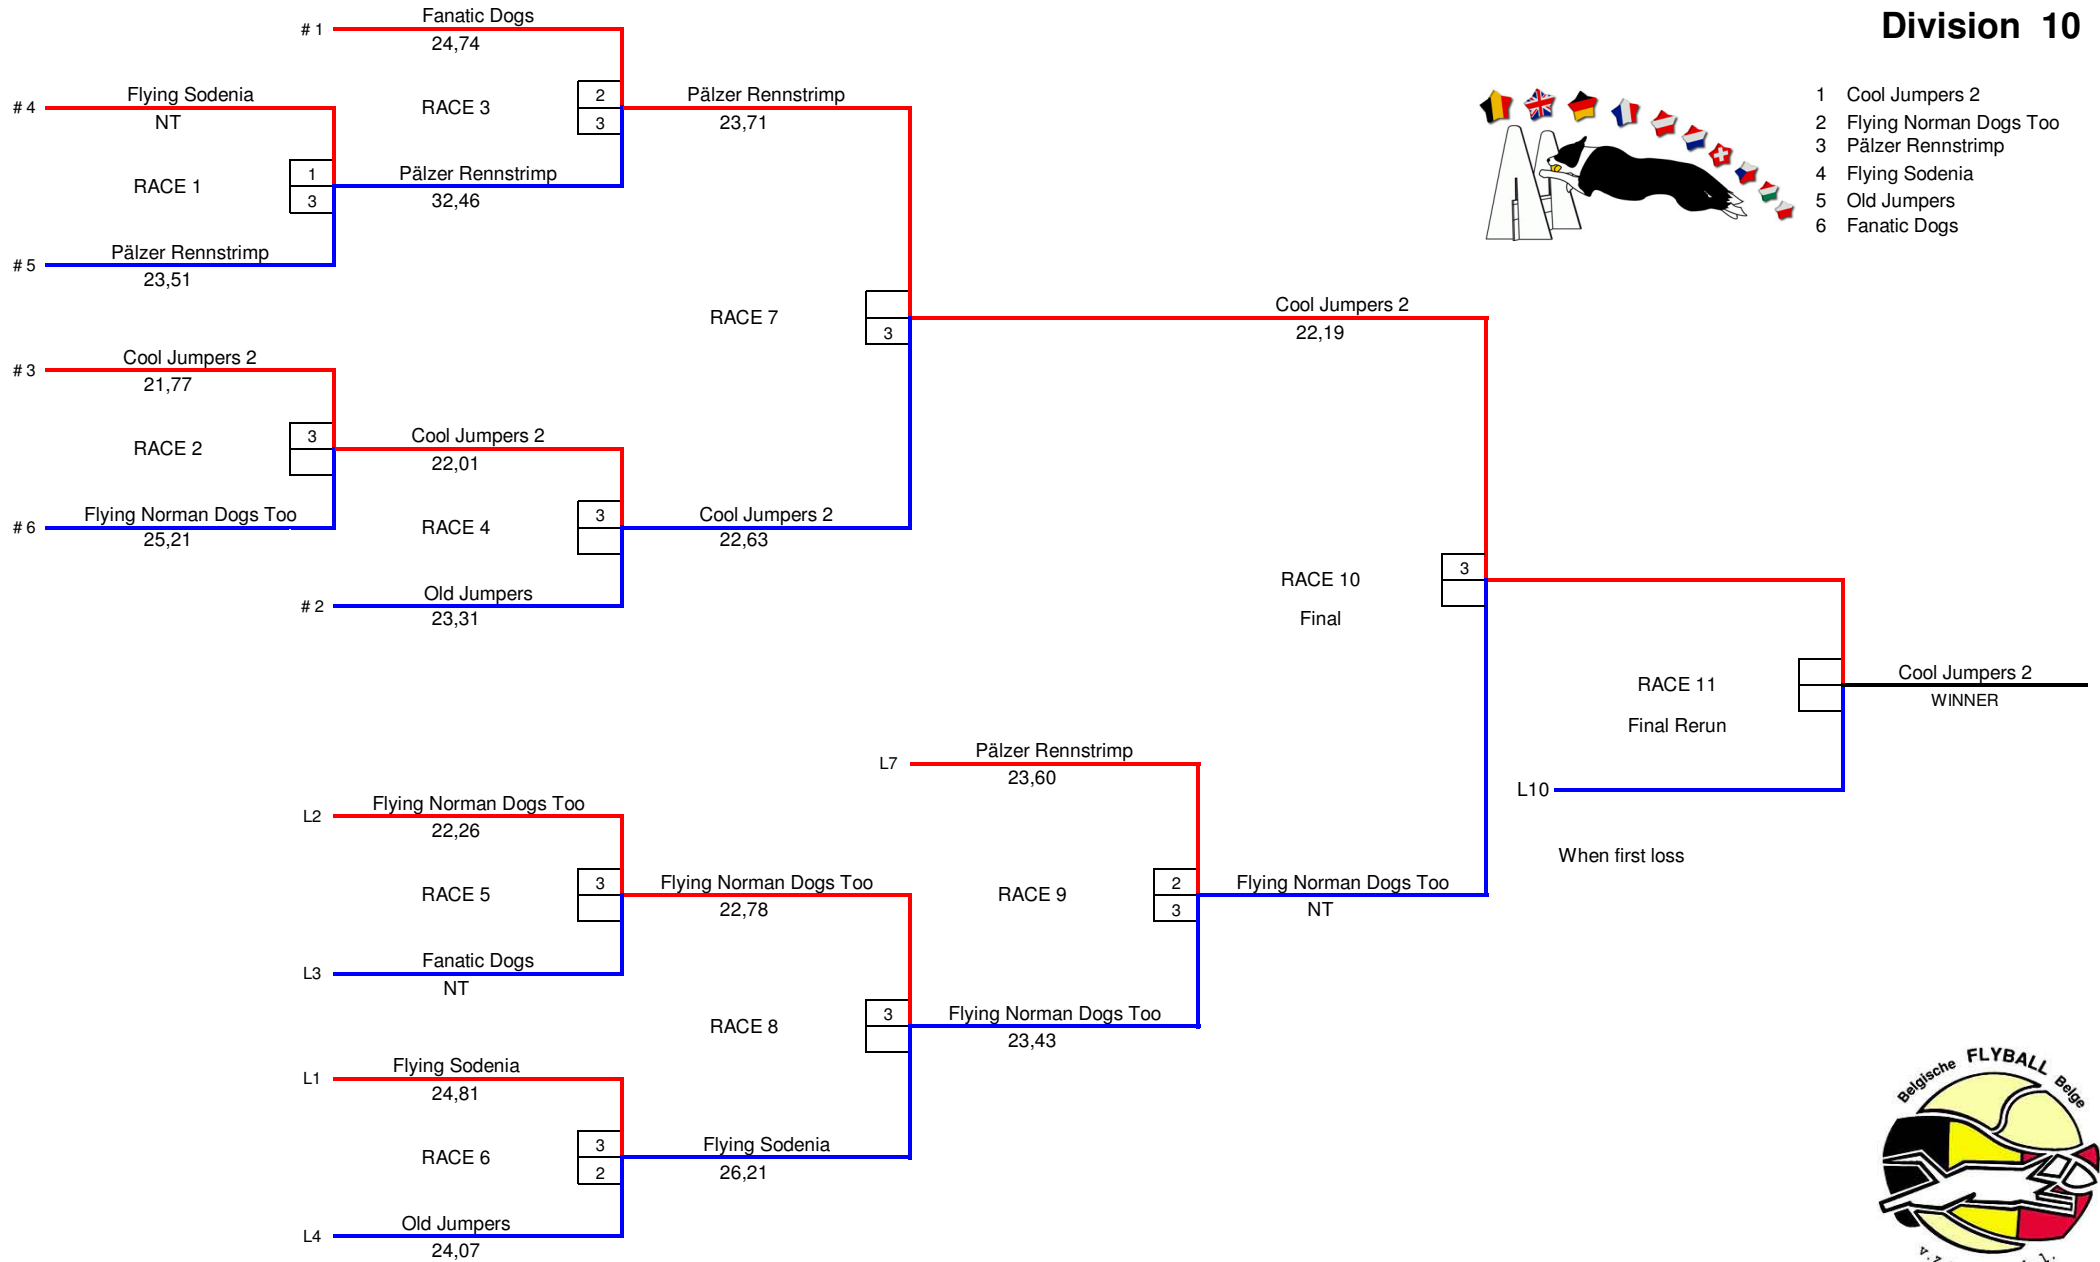 Division 10
1 Cool Jumpers 2
2 Flying Norman Dogs Too
3 Pälzer Rennstrimp
4 Flying Sodenia
5 Old Jumpers
6 Fanatic Dogs
# 1 Fanatic Dogs
24,74
# 4 Flying Sodenia
NT
RACE 3
2
3
Pälzer Rennstrimp
23,71
RACE 1
1
3
Pälzer Rennstrimp
32,46
# 5 Pälzer Rennstrimp
23,51
RACE 7
3
Cool Jumpers 2
22,19
# 3 Cool Jumpers 2
21,77
RACE 2
3
Cool Jumpers 2
22,01
# 6 Flying Norman Dogs Too
25,21
RACE 4
3
Cool Jumpers 2
22,63
# 2 Old Jumpers
23,31
RACE 10
3
Final
RACE 11
Cool Jumpers 2
WINNER
Final Rerun
L10
When first loss
L7 Pälzer Rennstrimp
23,60
L2 Flying Norman Dogs Too
22,26
RACE 5
3
Flying Norman Dogs Too
22,78
RACE 9
2
3
Flying Norman Dogs Too
NT
L3 Fanatic Dogs
NT
RACE 8
3
Flying Norman Dogs Too
23,43
L1 Flying Sodenia
24,81
RACE 6
3
2
Flying Sodenia
26,21
L4 Old Jumpers
24,07
Belgische FLYBALL Belge